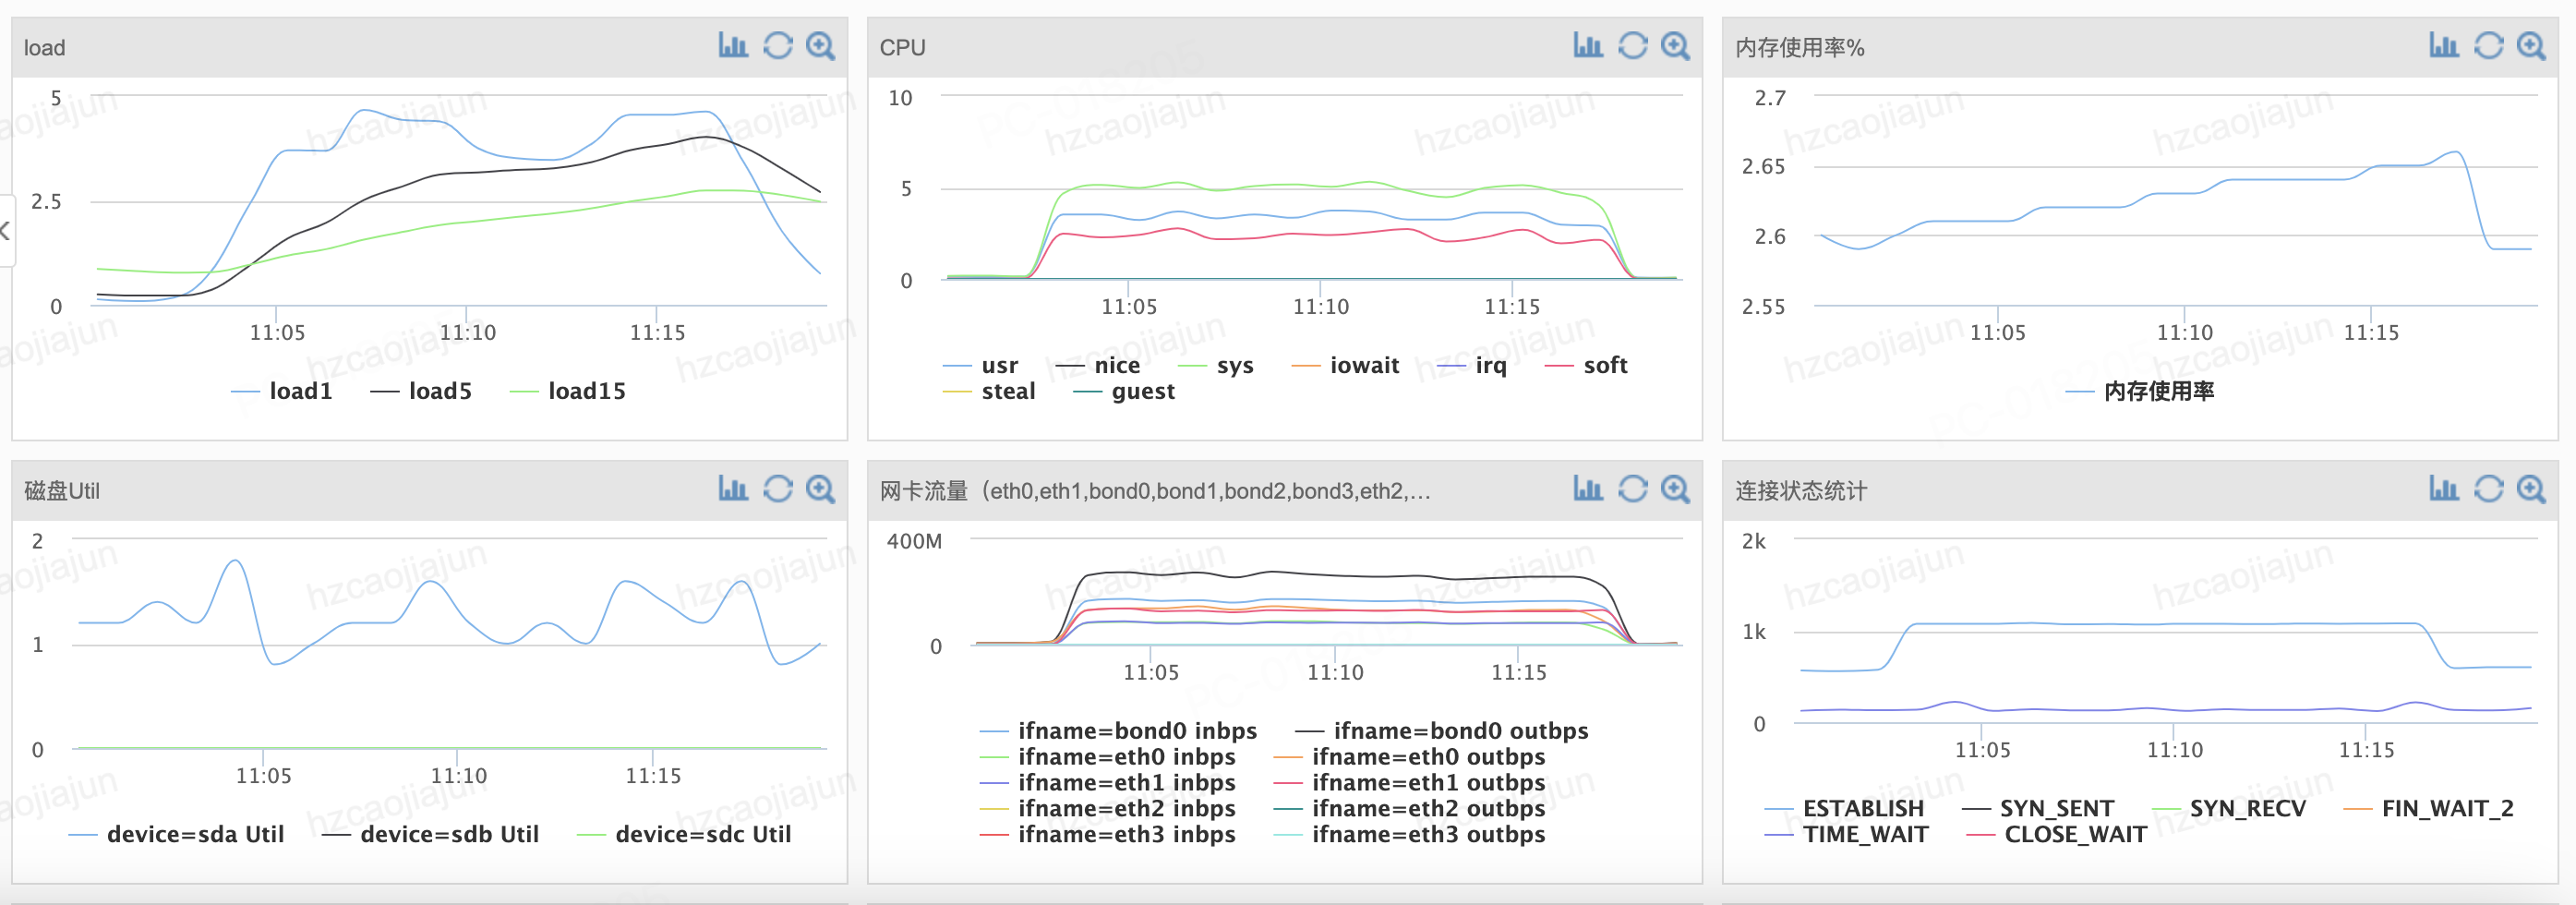 load
5
2.5
0
11:05 11:10 11:15
load1 load5 load15
CPU
10
5
0
11:05 11:10 11:15
usr nice sys iowait irq soft
steal guest
内存使用率%
2.7
2.65
2.6
2.55
11:05 11:10 11:15
内存使用率
磁盘Util
2
1
0
11:05 11:10 11:15
device=sda Util device=sdb Util device=sdc Util
网卡流量（eth0,eth1,bond0,bond1,bond2,bond3,eth2,...
400M
0
11:05 11:10 11:15
ifname=bond0 inbps ifname=bond0 outbps
ifname=eth0 inbps ifname=eth0 outbps
ifname=eth1 inbps ifname=eth1 outbps
ifname=eth2 inbps ifname=eth2 outbps
ifname=eth3 inbps ifname=eth3 outbps
连接状态统计
2k
1k
0
11:05 11:10 11:15
ESTABLISH SYN_SENT SYN_RECV FIN_WAIT_2
TIME_WAIT CLOSE_WAIT
hzcaojiajun